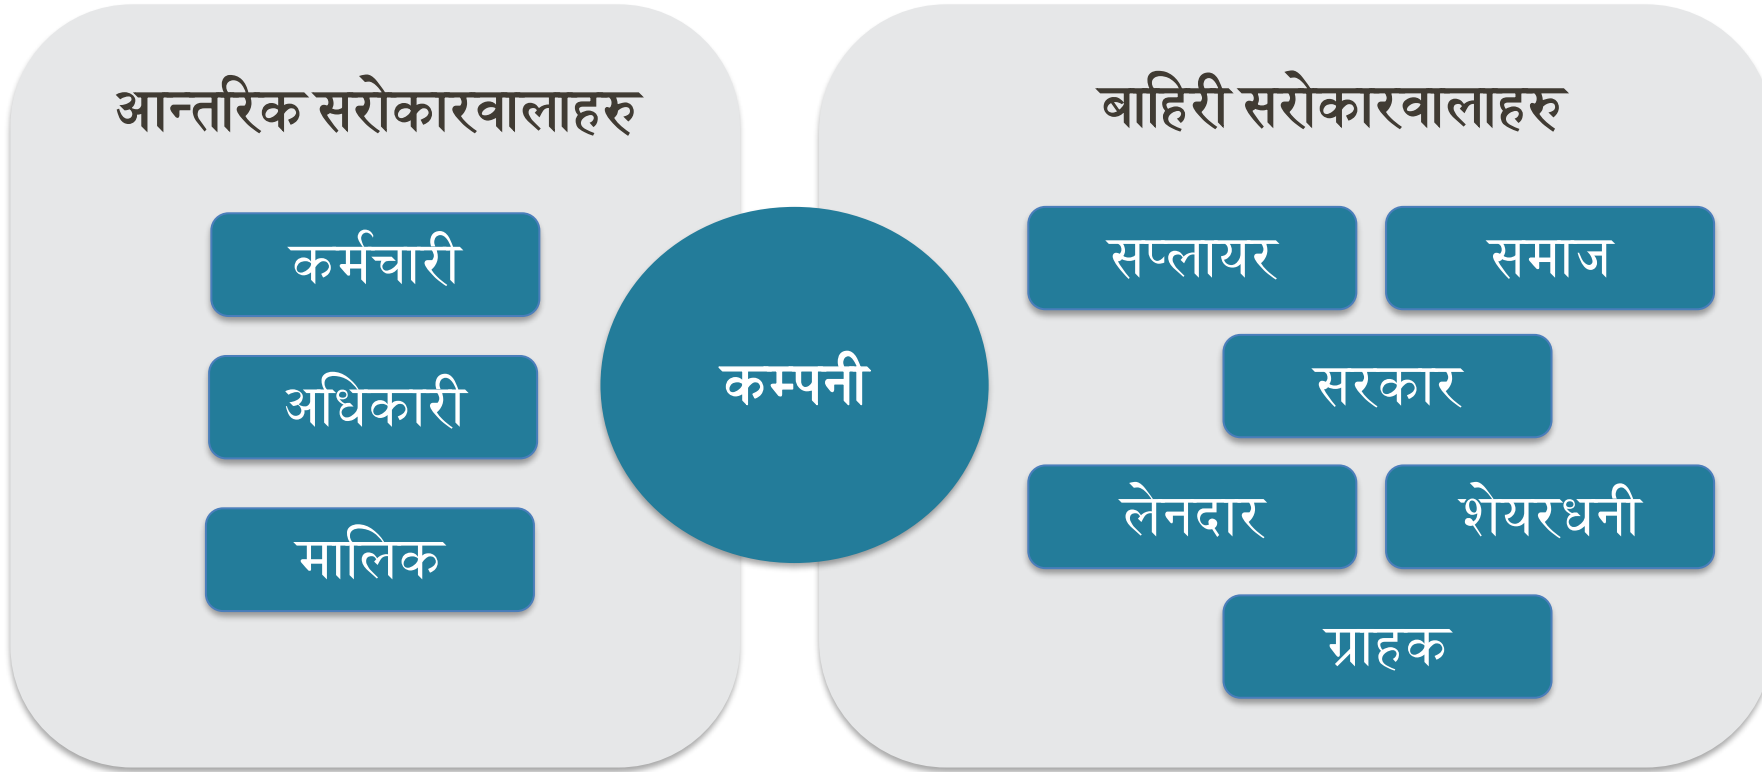 आन्तरिक सरोकारवालाहरु
कर्मचारी
अधिकारी
मालिक
कम्पनी
बाहिरी सरोकारवालाहरु
सप्लायर
समाज
सरकार
लेनदार
शेयरधनी
ग्राहक